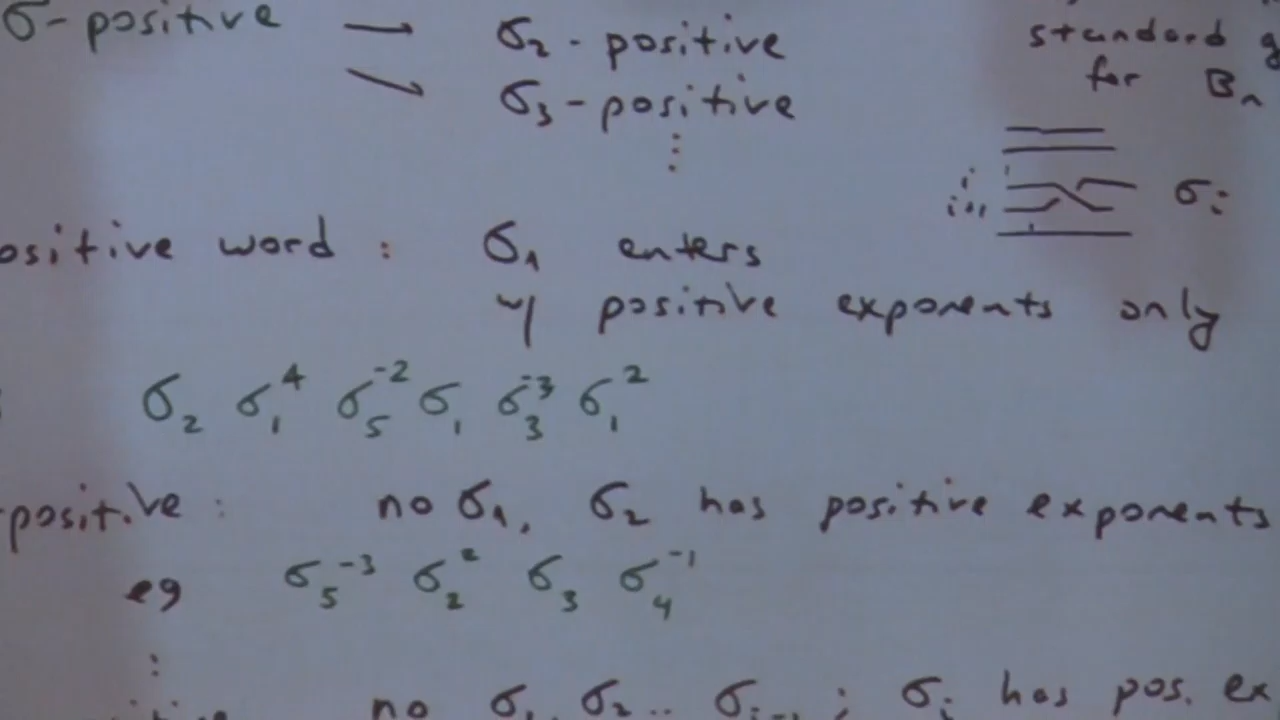 σ-positive → σ₂-positive
↘ σ₃-positive
⋮
standard
for Bₙ
i
i+1
σᵢ
ositive word : σ₁ enters
w/ positive exponents only
σ₂ σ₁⁴ σ₅⁻² σ₁ σ₃⁻³ σ₁²
-positive : no σ₁, σ₂ has positive exponents
eg σ₅⁻³ σ₂² σ₃ σ₄⁻¹
⋮
no σ₁ σ₂ .. σᵢ₋₁ ; σᵢ has pos. ex